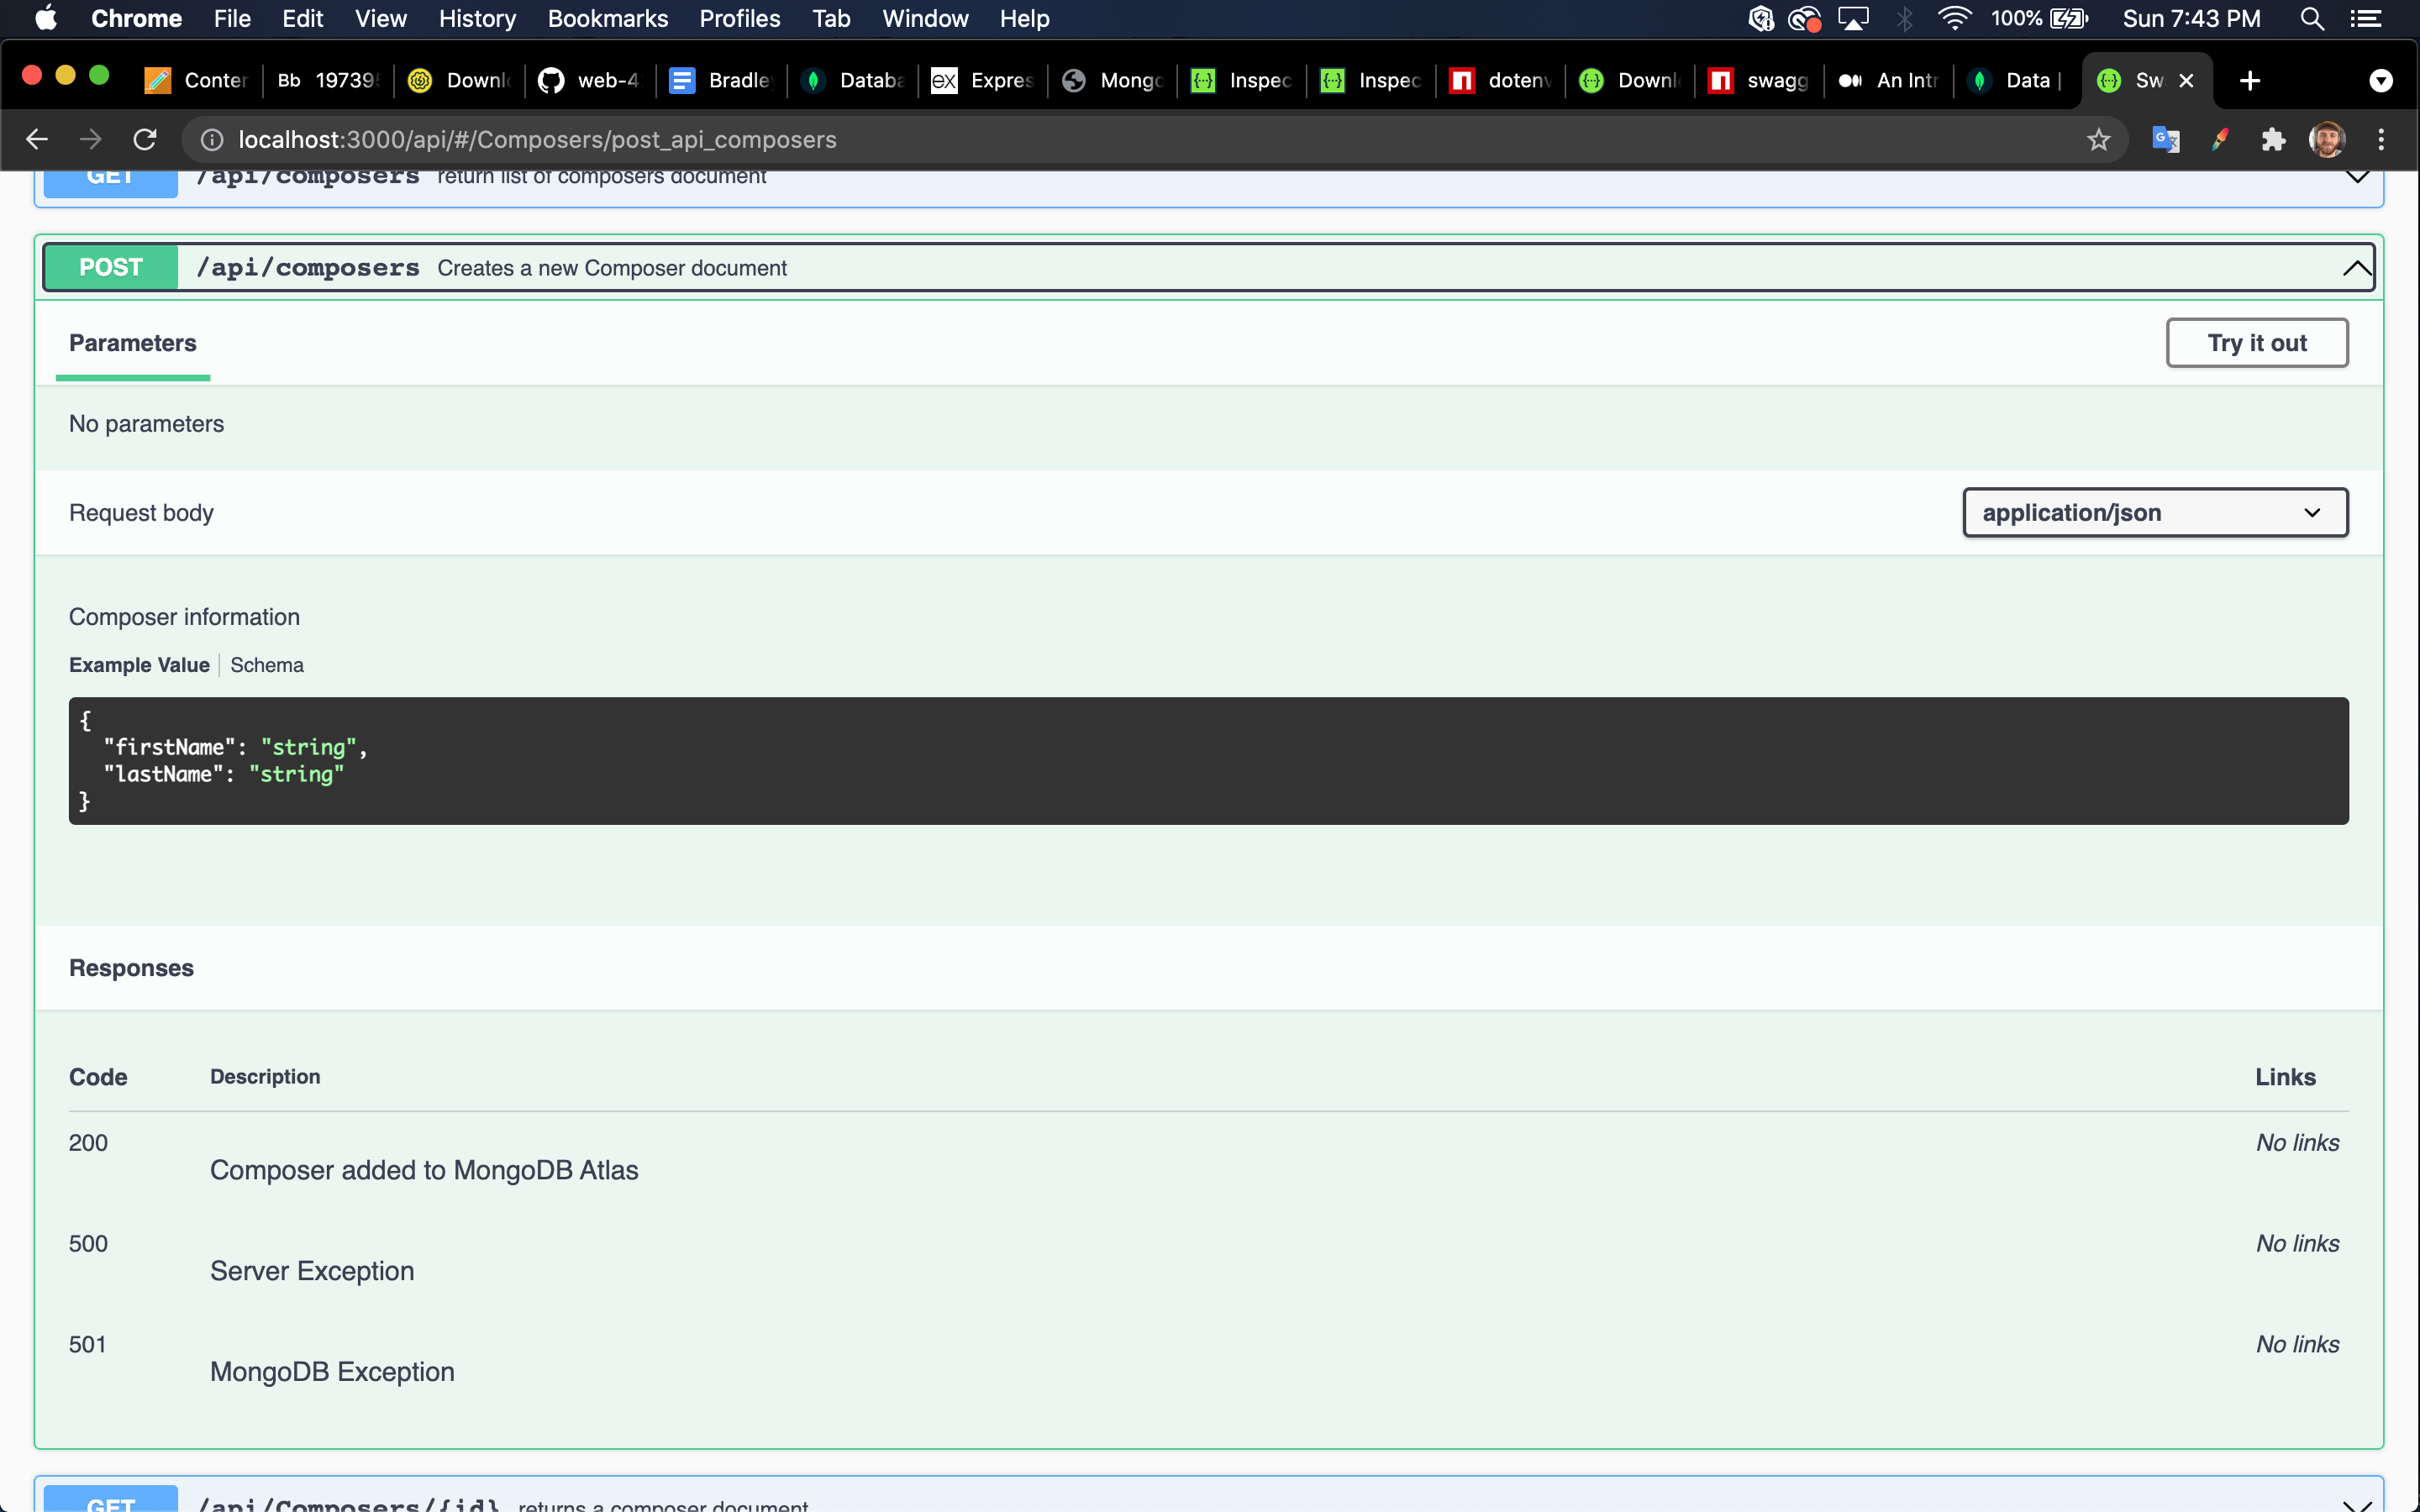 Chrome File Edit View History Bookmarks Profiles Tab Window Help 100% Sun 7:43 PM
Conter Bb 19739 Downl web-4 Bradle Databa ex Expres Mongo Inspec Inspec dotenv Downl swagg An Intr Data | Sw
localhost:3000/api/#/Composers/post_api_composers
GET /api/composers return list of composers document
POST /api/composers Creates a new Composer document
Parameters
Try it out
No parameters
Request body
application/json
Composer information
Example Value Schema
{
"firstName": "string",
"lastName": "string"
}
Responses
Code Description Links
200 No links
Composer added to MongoDB Atlas
500 No links
Server Exception
501 No links
MongoDB Exception
GET /api/Composers/{id} returns a composer document